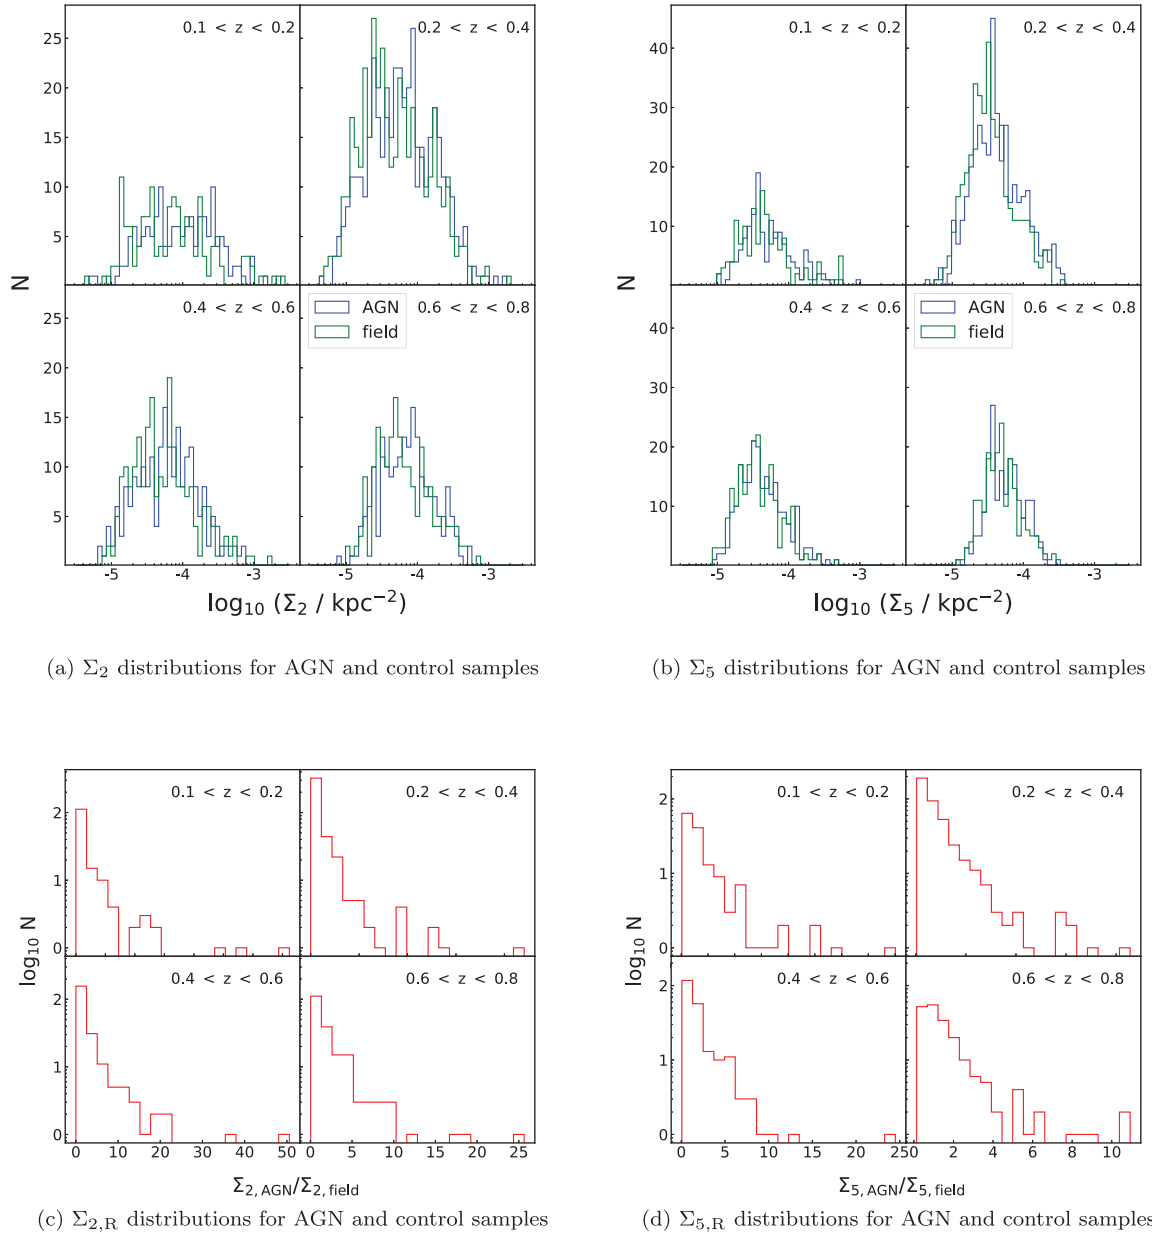 0.1 < z < 0.2
0.2 < z < 0.4
25
20
15
10
5
N
0.4 < z < 0.6
AGN
field
0.6 < z < 0.8
25
20
15
10
5
-5 -4 -3 -5 -4 -3
log₁₀ (Σ₂ / kpc⁻²)
(a) Σ₂ distributions for AGN and control samples
0.1 < z < 0.2
0.2 < z < 0.4
40
30
20
10
N
0.4 < z < 0.6
AGN
field
0.6 < z < 0.8
40
30
20
10
-5 -4 -3 -5 -4 -3
log₁₀ (Σ₅ / kpc⁻²)
(b) Σ₅ distributions for AGN and control samples
0.1 < z < 0.2
0.2 < z < 0.4
2
1
0
log₁₀ N
0.4 < z < 0.6
0.6 < z < 0.8
2
1
0
0 10 20 30 40 50 0 5 10 15 20 25
Σ₂,AGN/Σ₂,field
(c) Σ₂,R distributions for AGN and control samples
0.1 < z < 0.2
0.2 < z < 0.4
2
1
0
log₁₀ N
0.4 < z < 0.6
0.6 < z < 0.8
2
1
0
0 5 10 15 20 25 0 2 4 6 8 10
Σ₅,AGN/Σ₅,field
(d) Σ₅,R distributions for AGN and control samples